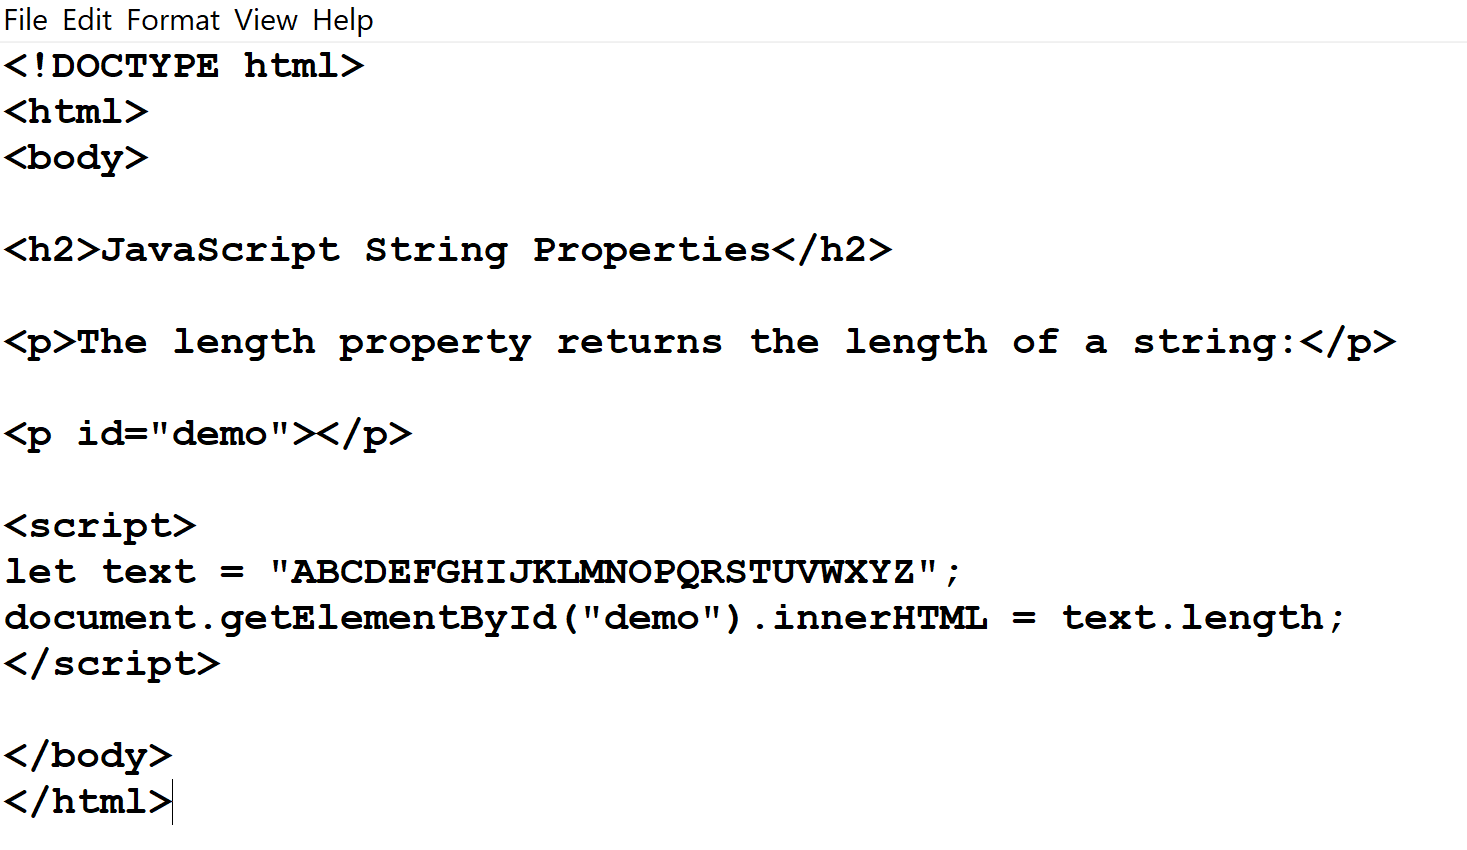 File Edit Format View Help
<!DOCTYPE html>
<html>
<body>
<h2>JavaScript String Properties</h2>
<p>The length property returns the length of a string:</p>
<p id="demo"></p>
<script>
let text = "ABCDEFGHIJKLMNOPQRSTUVWXYZ";
document.getElementById("demo").innerHTML = text.length;
</script>
</body>
</html>